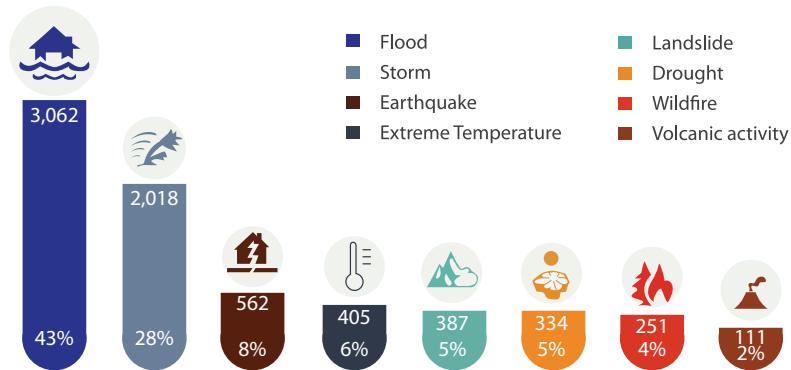 Flood
Storm
Earthquake
Extreme Temperature
Landslide
Drought
Wildfire
Volcanic activity
3,062
43%
2,018
28%
562
8%
405
6%
387
5%
334
5%
251
4%
111
2%